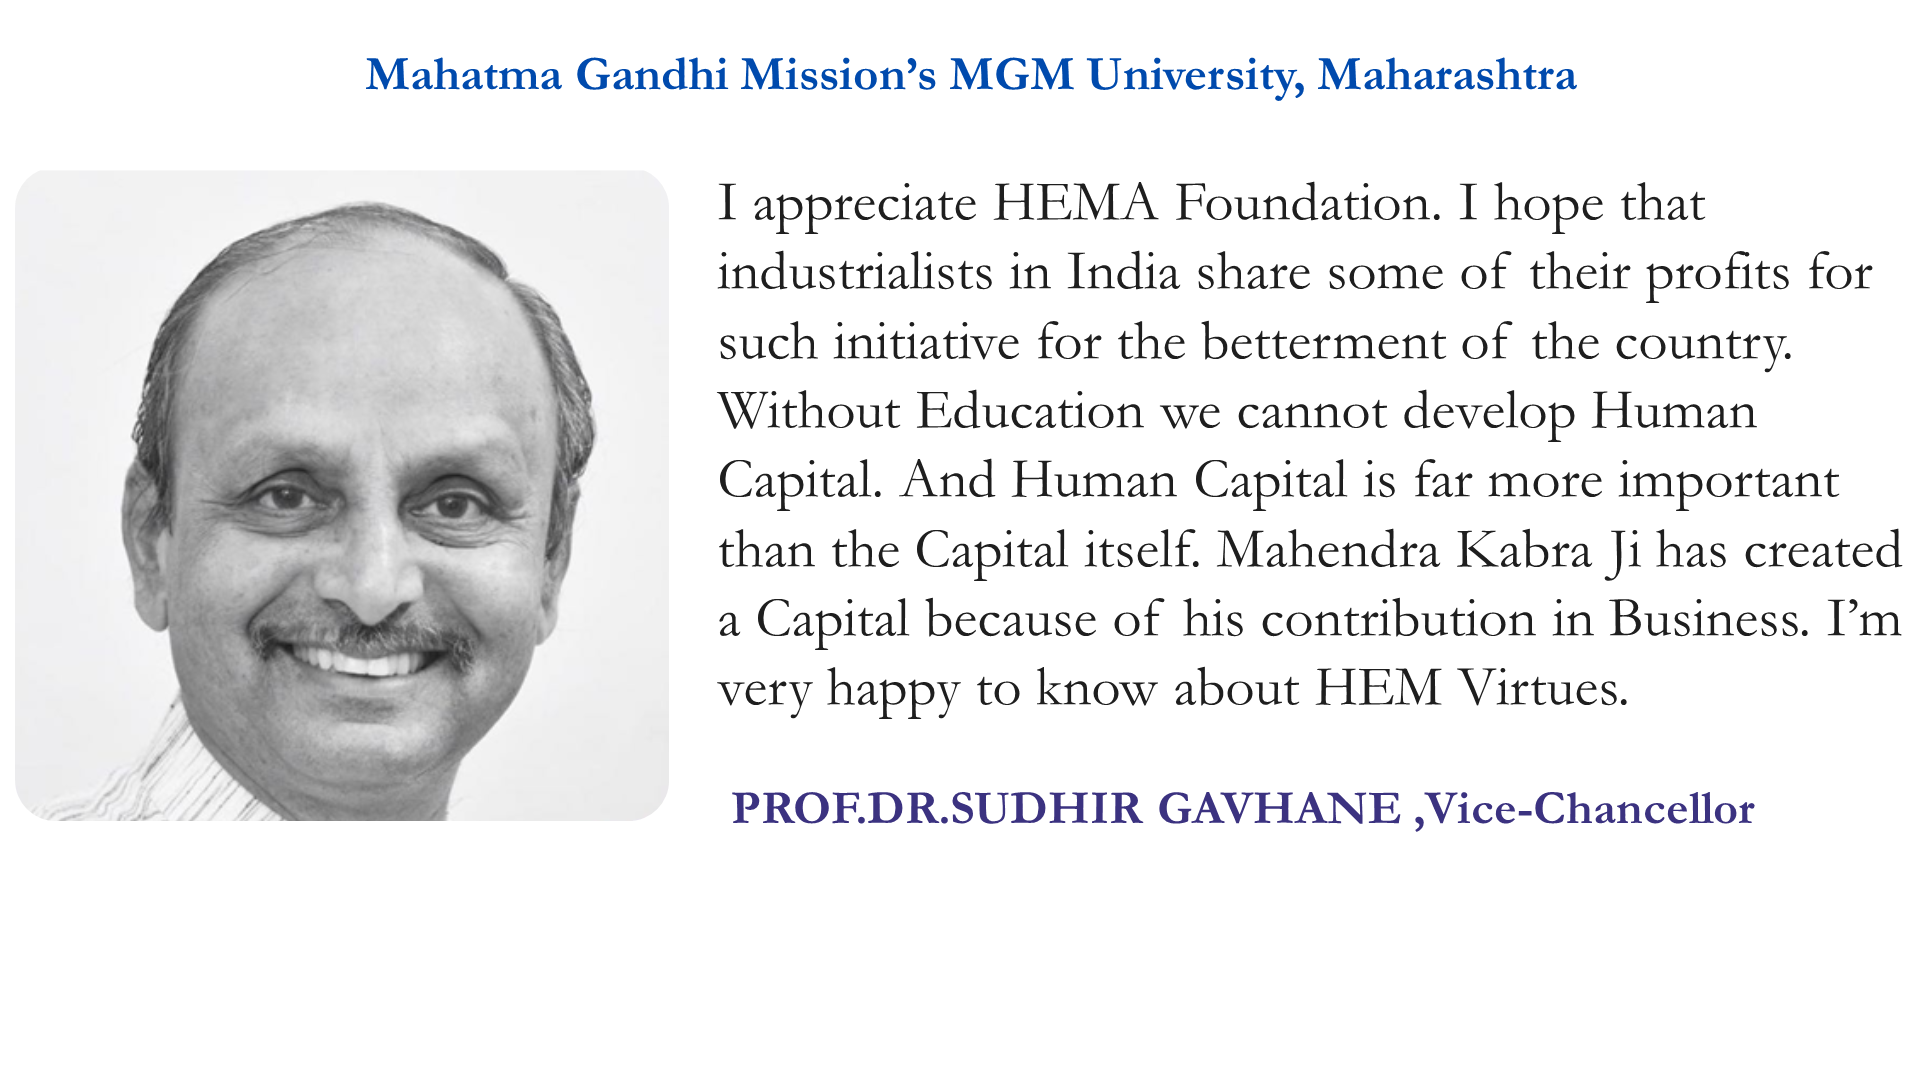 Mahatma Gandhi Mission’s MGM University, Maharashtra
I appreciate HEMA Foundation. I hope that
industrialists in India share some of their profits for
such initiative for the betterment of the country.
Without Education we cannot develop Human
Capital. And Human Capital is far more important
than the Capital itself. Mahendra Kabra Ji has created
a Capital because of his contribution in Business. I’m
very happy to know about HEM Virtues.
PROF.DR.SUDHIR GAVHANE ,Vice-Chancellor